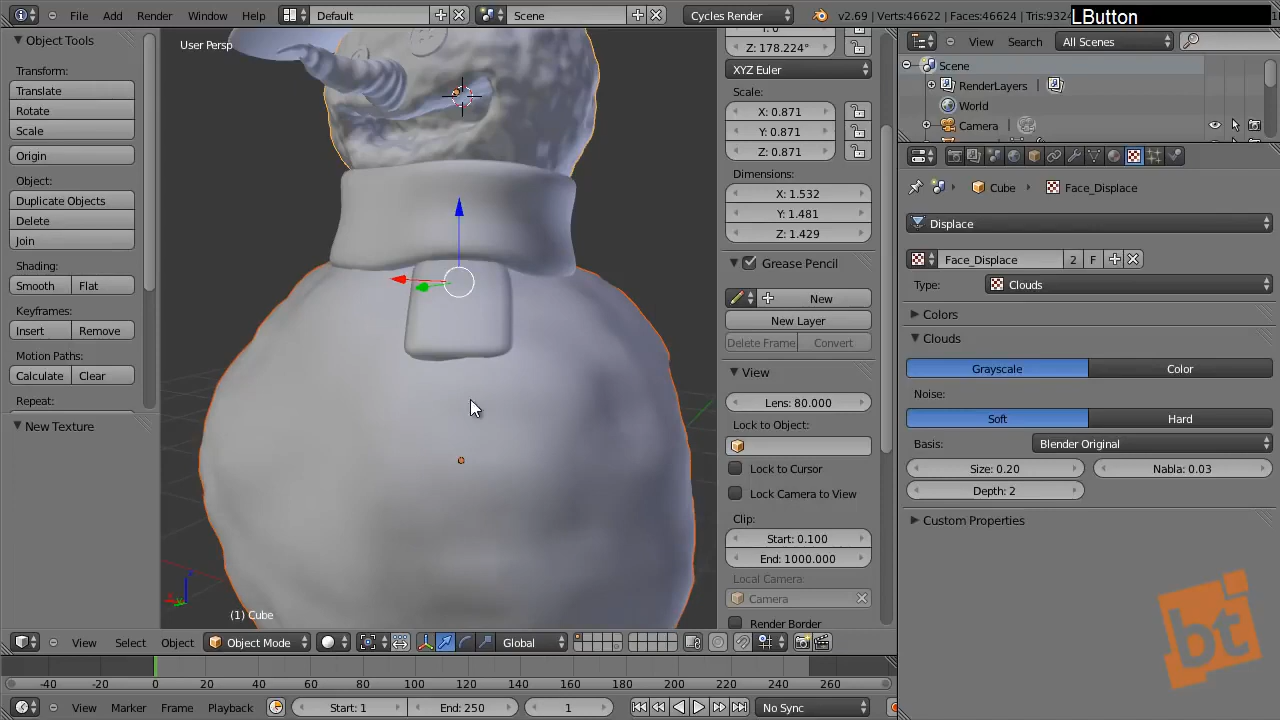 File Add Render Window Help Default Scene Cycles Render v2.69 | Verts:46622 | Faces:46624 | Tris:9324
LButton
Object Tools
Transform:
Translate
Rotate
Scale
Origin
Object:
Duplicate Objects
Delete
Join
Shading:
Smooth Flat
Keyframes:
Insert Remove
Motion Paths:
Calculate Clear
Repeat:
New Texture
User Persp
(1) Cube
Z: 178.224°
XYZ Euler
Scale:
X: 0.871
Y: 0.871
Z: 0.871
Dimensions:
X: 1.532
Y: 1.481
Z: 1.429
Grease Pencil
New
New Layer
Delete Frame Convert
View
Lens: 80.000
Lock to Object:
Lock to Cursor
Lock Camera to View
Clip:
Start: 0.100
End: 1000.000
Local Camera:
Camera
Render Border
View Search All Scenes
Scene
RenderLayers
World
Camera
Cube Face_Displace
Displace
Face_Displace 2 F
Type: Clouds
Colors
Clouds
Grayscale Color
Noise:
Soft Hard
Basis: Blender Original
Size: 0.20 Nabla: 0.03
Depth: 2
Custom Properties
bt
View Select Object Object Mode Global
-40 -20 0 20 40 60 80 100 120 140 160 180 200 220 240 260
View Marker Frame Playback Start: 1 End: 250 1 No Sync